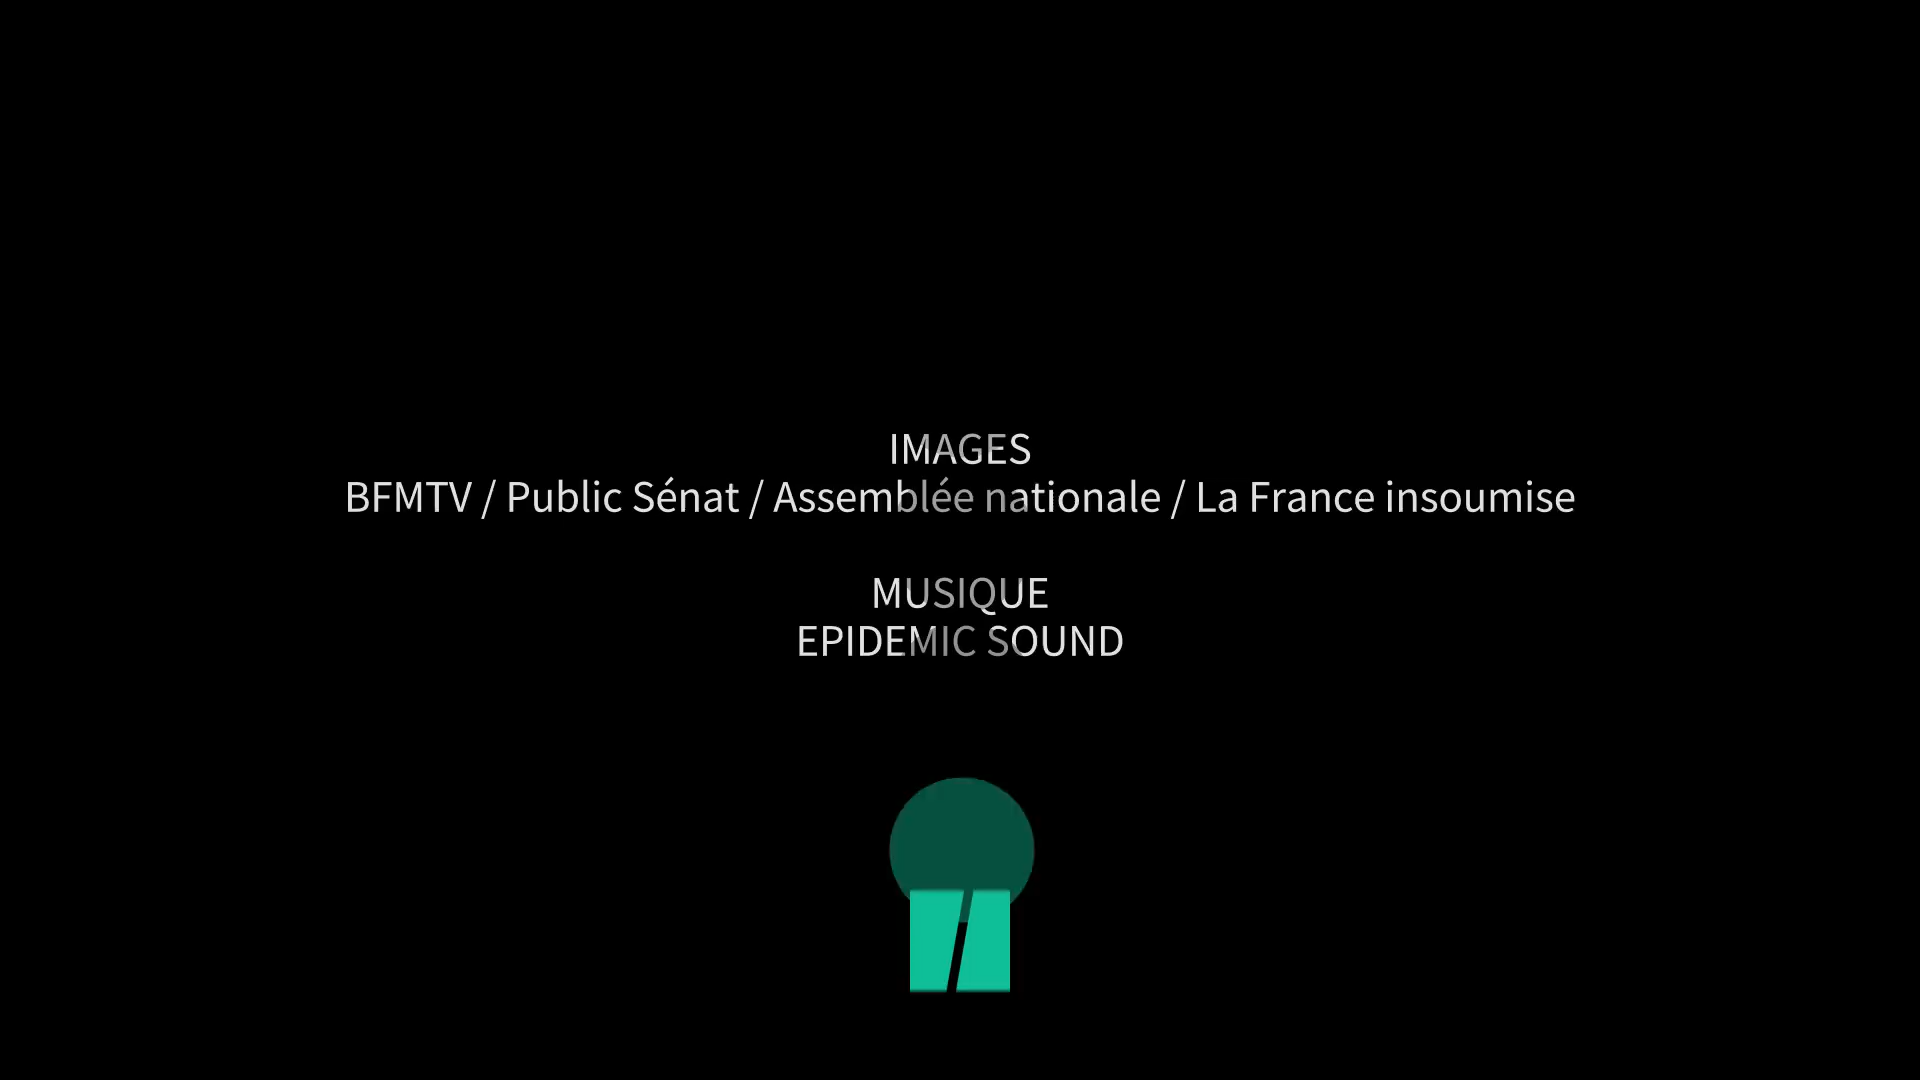 IMAGES
BFMTV / Public Sénat / Assemblée nationale / La France insoumise
MUSIQUE
EPIDEMIC SOUND